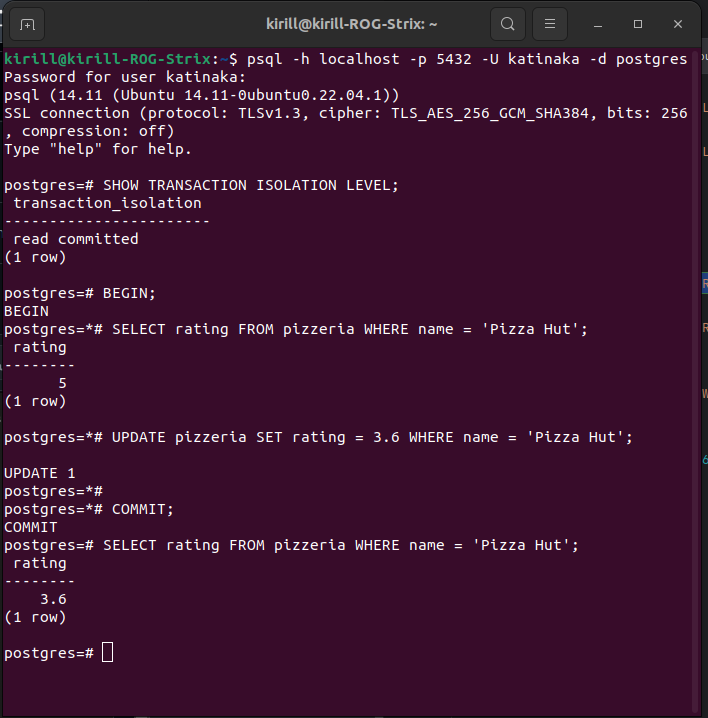 kirill@kirill-ROG-Strix: ~
kirill@kirill-ROG-Strix:~$ psql -h localhost -p 5432 -U katinaka -d postgres
Password for user katinaka:
psql (14.11 (Ubuntu 14.11-0ubuntu0.22.04.1))
SSL connection (protocol: TLSv1.3, cipher: TLS_AES_256_GCM_SHA384, bits: 256
, compression: off)
Type "help" for help.
postgres=# SHOW TRANSACTION ISOLATION LEVEL;
transaction_isolation
-----------------------
read committed
(1 row)
postgres=# BEGIN;
BEGIN
postgres=*# SELECT rating FROM pizzeria WHERE name = 'Pizza Hut';
rating
--------
5
(1 row)
postgres=*# UPDATE pizzeria SET rating = 3.6 WHERE name = 'Pizza Hut';
UPDATE 1
postgres=*#
postgres=*# COMMIT;
COMMIT
postgres=# SELECT rating FROM pizzeria WHERE name = 'Pizza Hut';
rating
--------
3.6
(1 row)
postgres=#